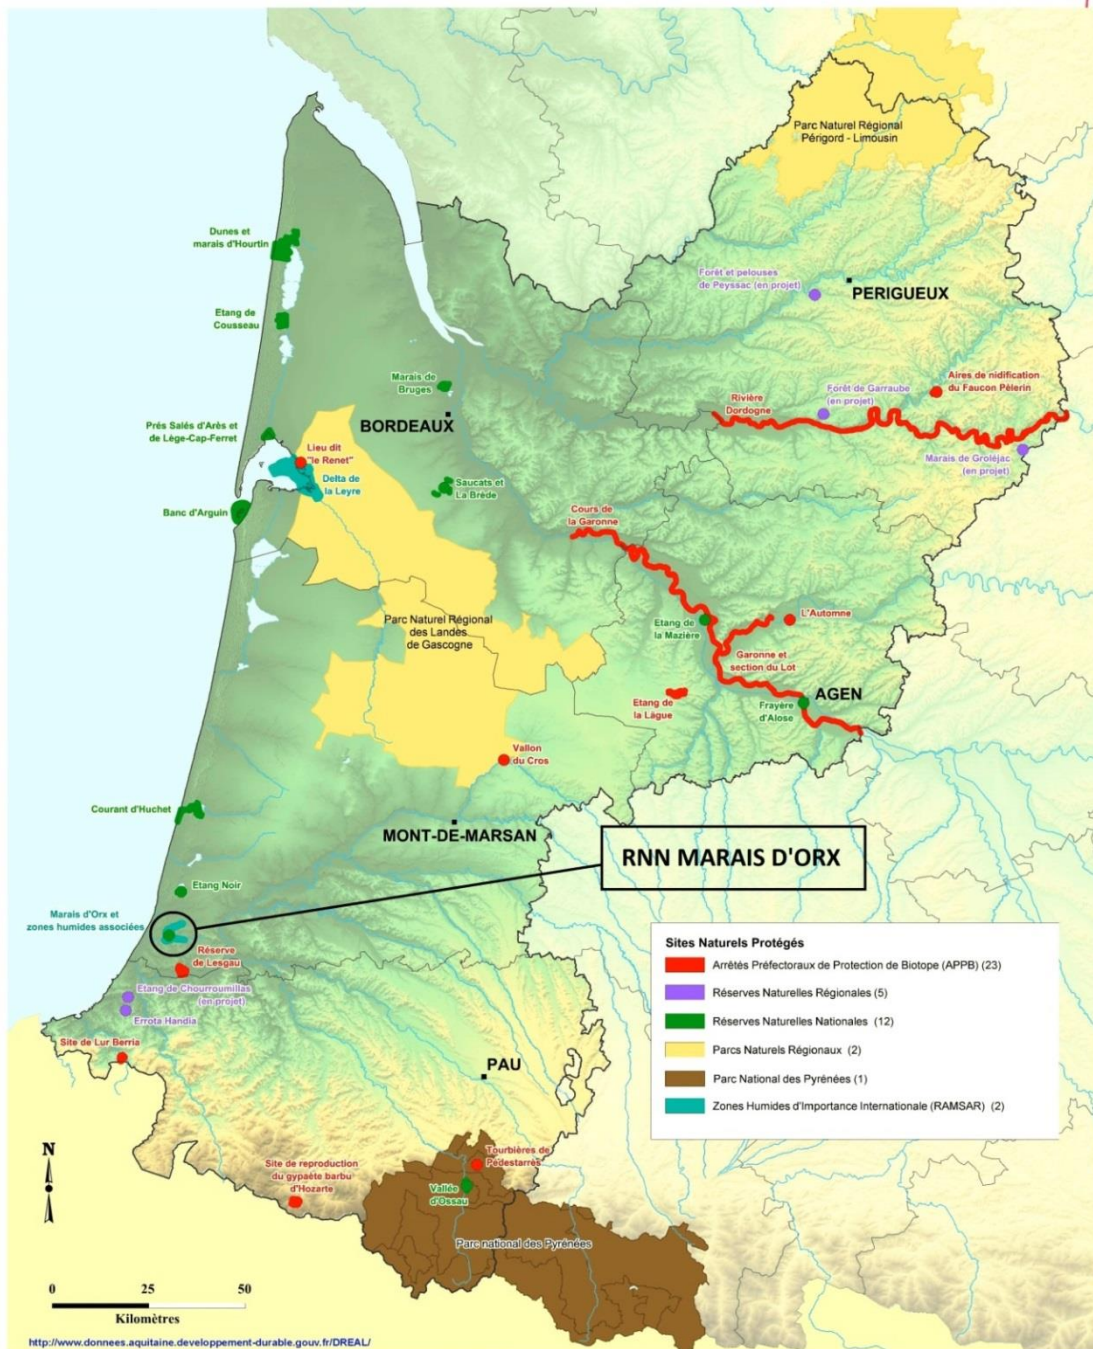 Parc Naturel Régional
Périgord - Limousin
Dunes et
marais d'Hourtin
Forêt et pelouses
de Peyssac (en projet)
PERIGUEUX
Etang de
Cousseau
Marais de
Bruges
Aires de nidification
du Faucon Pèlerin
Forêt de Garraube
(en projet)
Rivière
Dordogne
BORDEAUX
Prés Salés d'Arès et
de Lège-Cap-Ferret
Lieu dit
"le Renet"
Marais de Groléjac
(en projet)
Delta de
la Leyre
Saucats et
La Brède
Banc d'Arguin
Cours de
la Garonne
Parc Naturel Régional
des Landes
de Gascogne
L'Automne
Etang de
la Mazière
Garonne et
section du Lot
AGEN
Etang de
la Lague
Frayère
d'Alose
Vallon
du Cros
Courant d'Huchet
MONT-DE-MARSAN
RNN MARAIS D'ORX
Etang Noir
Marais d'Orx et
zones humides associées
Réserve
de Lesgau
Etang de Chourroumillas
(en projet)
Errota Handia
Site de Lur Berria
PAU
Sites Naturels Protégés
Arrêtés Préfectoraux de Protection de Biotope (APPB) (23)
Réserves Naturelles Régionales (5)
Réserves Naturelles Nationales (12)
Parcs Naturels Régionaux (2)
Parc National des Pyrénées (1)
Zones Humides d'Importance Internationale (RAMSAR) (2)
N
Tourbières de
Pédestarrès
Site de reproduction
du gypaète barbu
d'Hozarte
Vallée
d'Ossau
Parc national des Pyrénées
0 25 50
Kilomètres
http://www.donnees.aquitaine.developpement-durable.gouv.fr/DREAL/